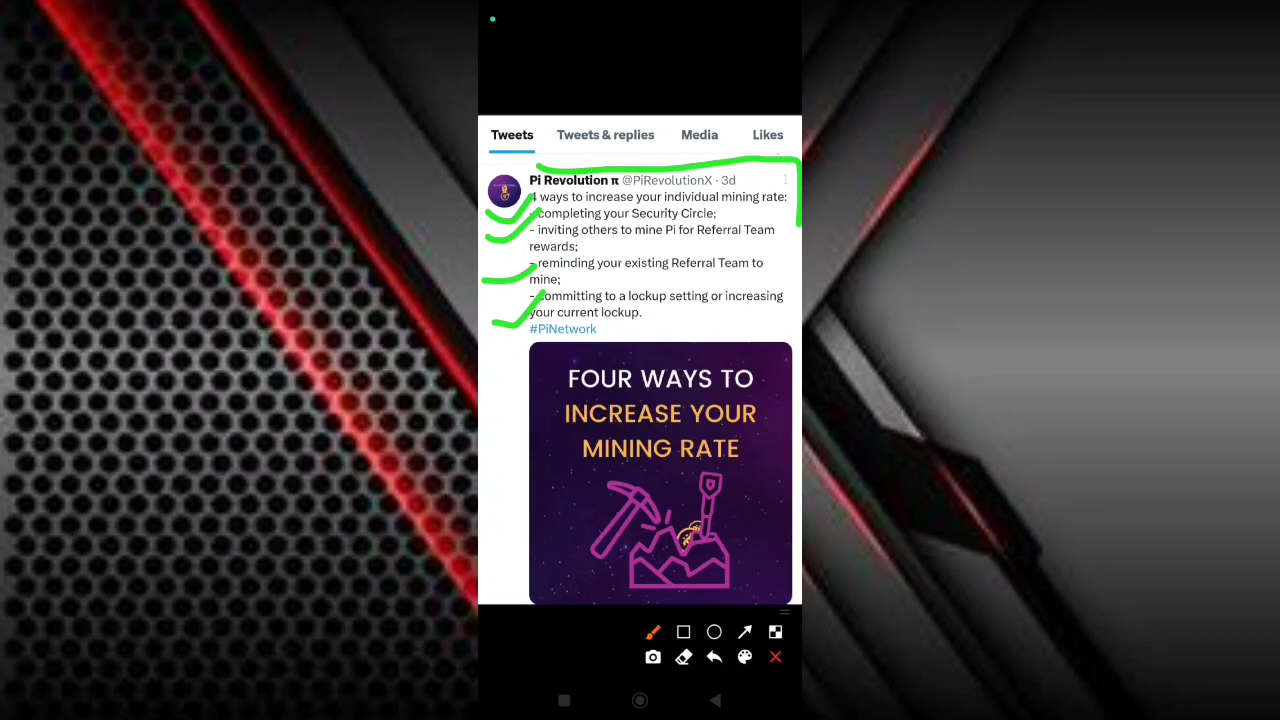 Tweets Tweets & replies Media Likes
Pi Revolution π @PiRevolutionX · 3d
4 ways to increase your individual mining rate:
- completing your Security Circle;
- inviting others to mine Pi for Referral Team
rewards;
- reminding your existing Referral Team to
mine;
- committing to a lockup setting or increasing
your current lockup.
#PiNetwork
FOUR WAYS TO
INCREASE YOUR
MINING RATE